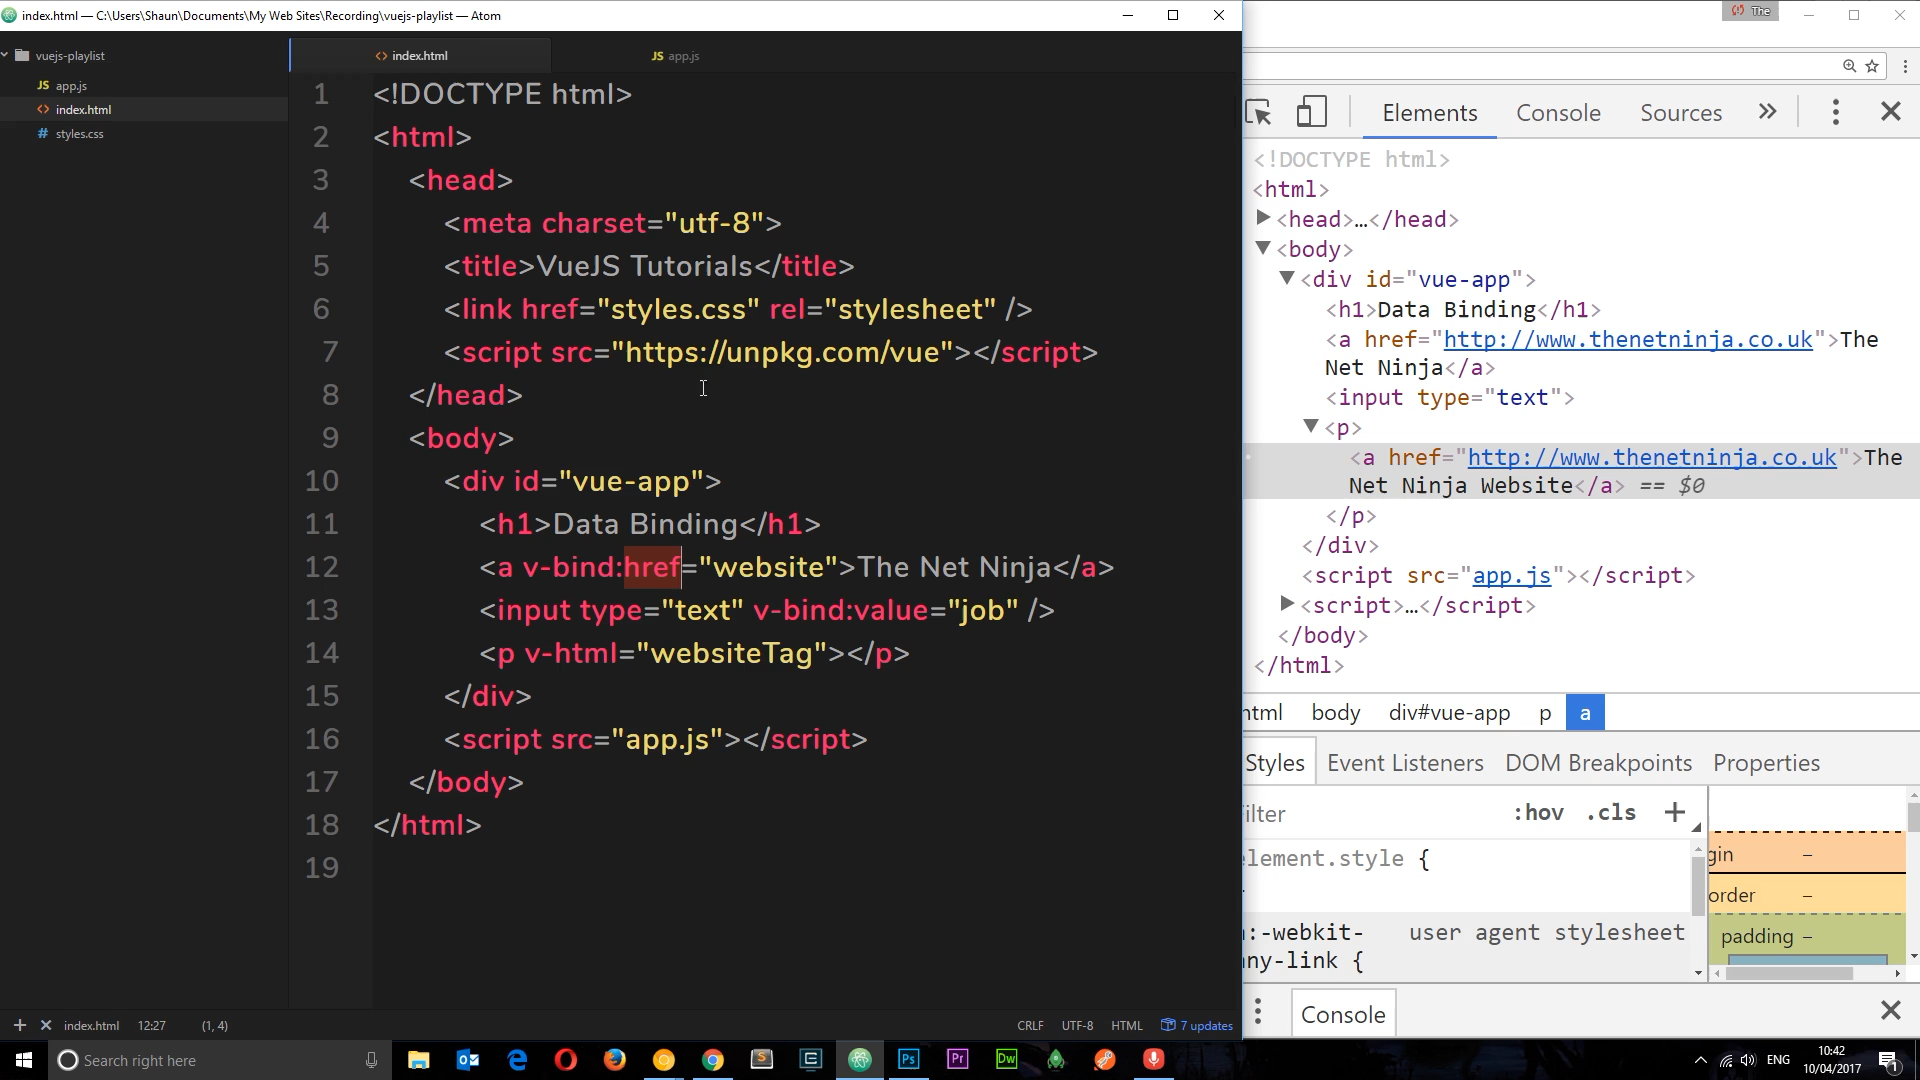 index.html — C:\Users\Shaun\Documents\My Web Sites\Recording\vuejs-playlist — Atom
The
vuejs-playlist
app.js
index.html
styles.css
index.html
JS app.js
1 <!DOCTYPE html>
2 <html>
3 <head>
4 <meta charset="utf-8">
5 <title>VueJS Tutorials</title>
6 <link href="styles.css" rel="stylesheet" />
7 <script src="https://unpkg.com/vue"></script>
8 </head>
9 <body>
10 <div id="vue-app">
11 <h1>Data Binding</h1>
12 <a v-bind:href="website">The Net Ninja</a>
13 <input type="text" v-bind:value="job" />
14 <p v-html="websiteTag"></p>
15 </div>
16 <script src="app.js"></script>
17 </body>
18 </html>
19
index.html 12:27 (1, 4)
CRLF UTF-8 HTML 7 updates
Elements Console Sources
<!DOCTYPE html>
<html>
<head>…</head>
<body>
<div id="vue-app">
<h1>Data Binding</h1>
<a href="http://www.thenetninja.co.uk">The
Net Ninja</a>
<input type="text">
<p>
<a href="http://www.thenetninja.co.uk">The
Net Ninja Website</a> == $0
</p>
</div>
<script src="app.js"></script>
<script>…</script>
</body>
</html>
html body div#vue-app p a
Styles Event Listeners DOM Breakpoints Properties
ilter :hov .cls +
element.style {
a:-webkit- user agent stylesheet
ny-link {
gin –
order –
padding –
Console
Search right here
Ps Pr Dw
ENG
10:42
10/04/2017
1